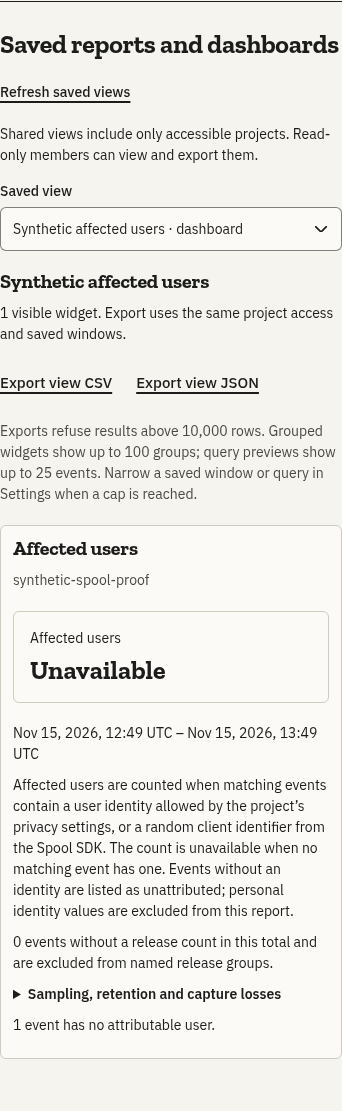 Saved reports and dashboards
Refresh saved views
Shared views include only accessible projects. Read-
only members can view and export them.
Saved view
Synthetic affected users · dashboard
Synthetic affected users
1 visible widget. Export uses the same project access
and saved windows.
Export view CSV Export view JSON
Exports refuse results above 10,000 rows. Grouped
widgets show up to 100 groups; query previews show
up to 25 events. Narrow a saved window or query in
Settings when a cap is reached.
Affected users
synthetic-spool-proof
Affected users
Unavailable
Nov 15, 2026, 12:49 UTC – Nov 15, 2026, 13:49
UTC
Affected users are counted when matching events
contain a user identity allowed by the project’s
privacy settings, or a random client identifier from
the Spool SDK. The count is unavailable when no
matching event has one. Events without an
identity are listed as unattributed; personal
identity values are excluded from this report.
0 events without a release count in this total and
are excluded from named release groups.
Sampling, retention and capture losses
1 event has no attributable user.